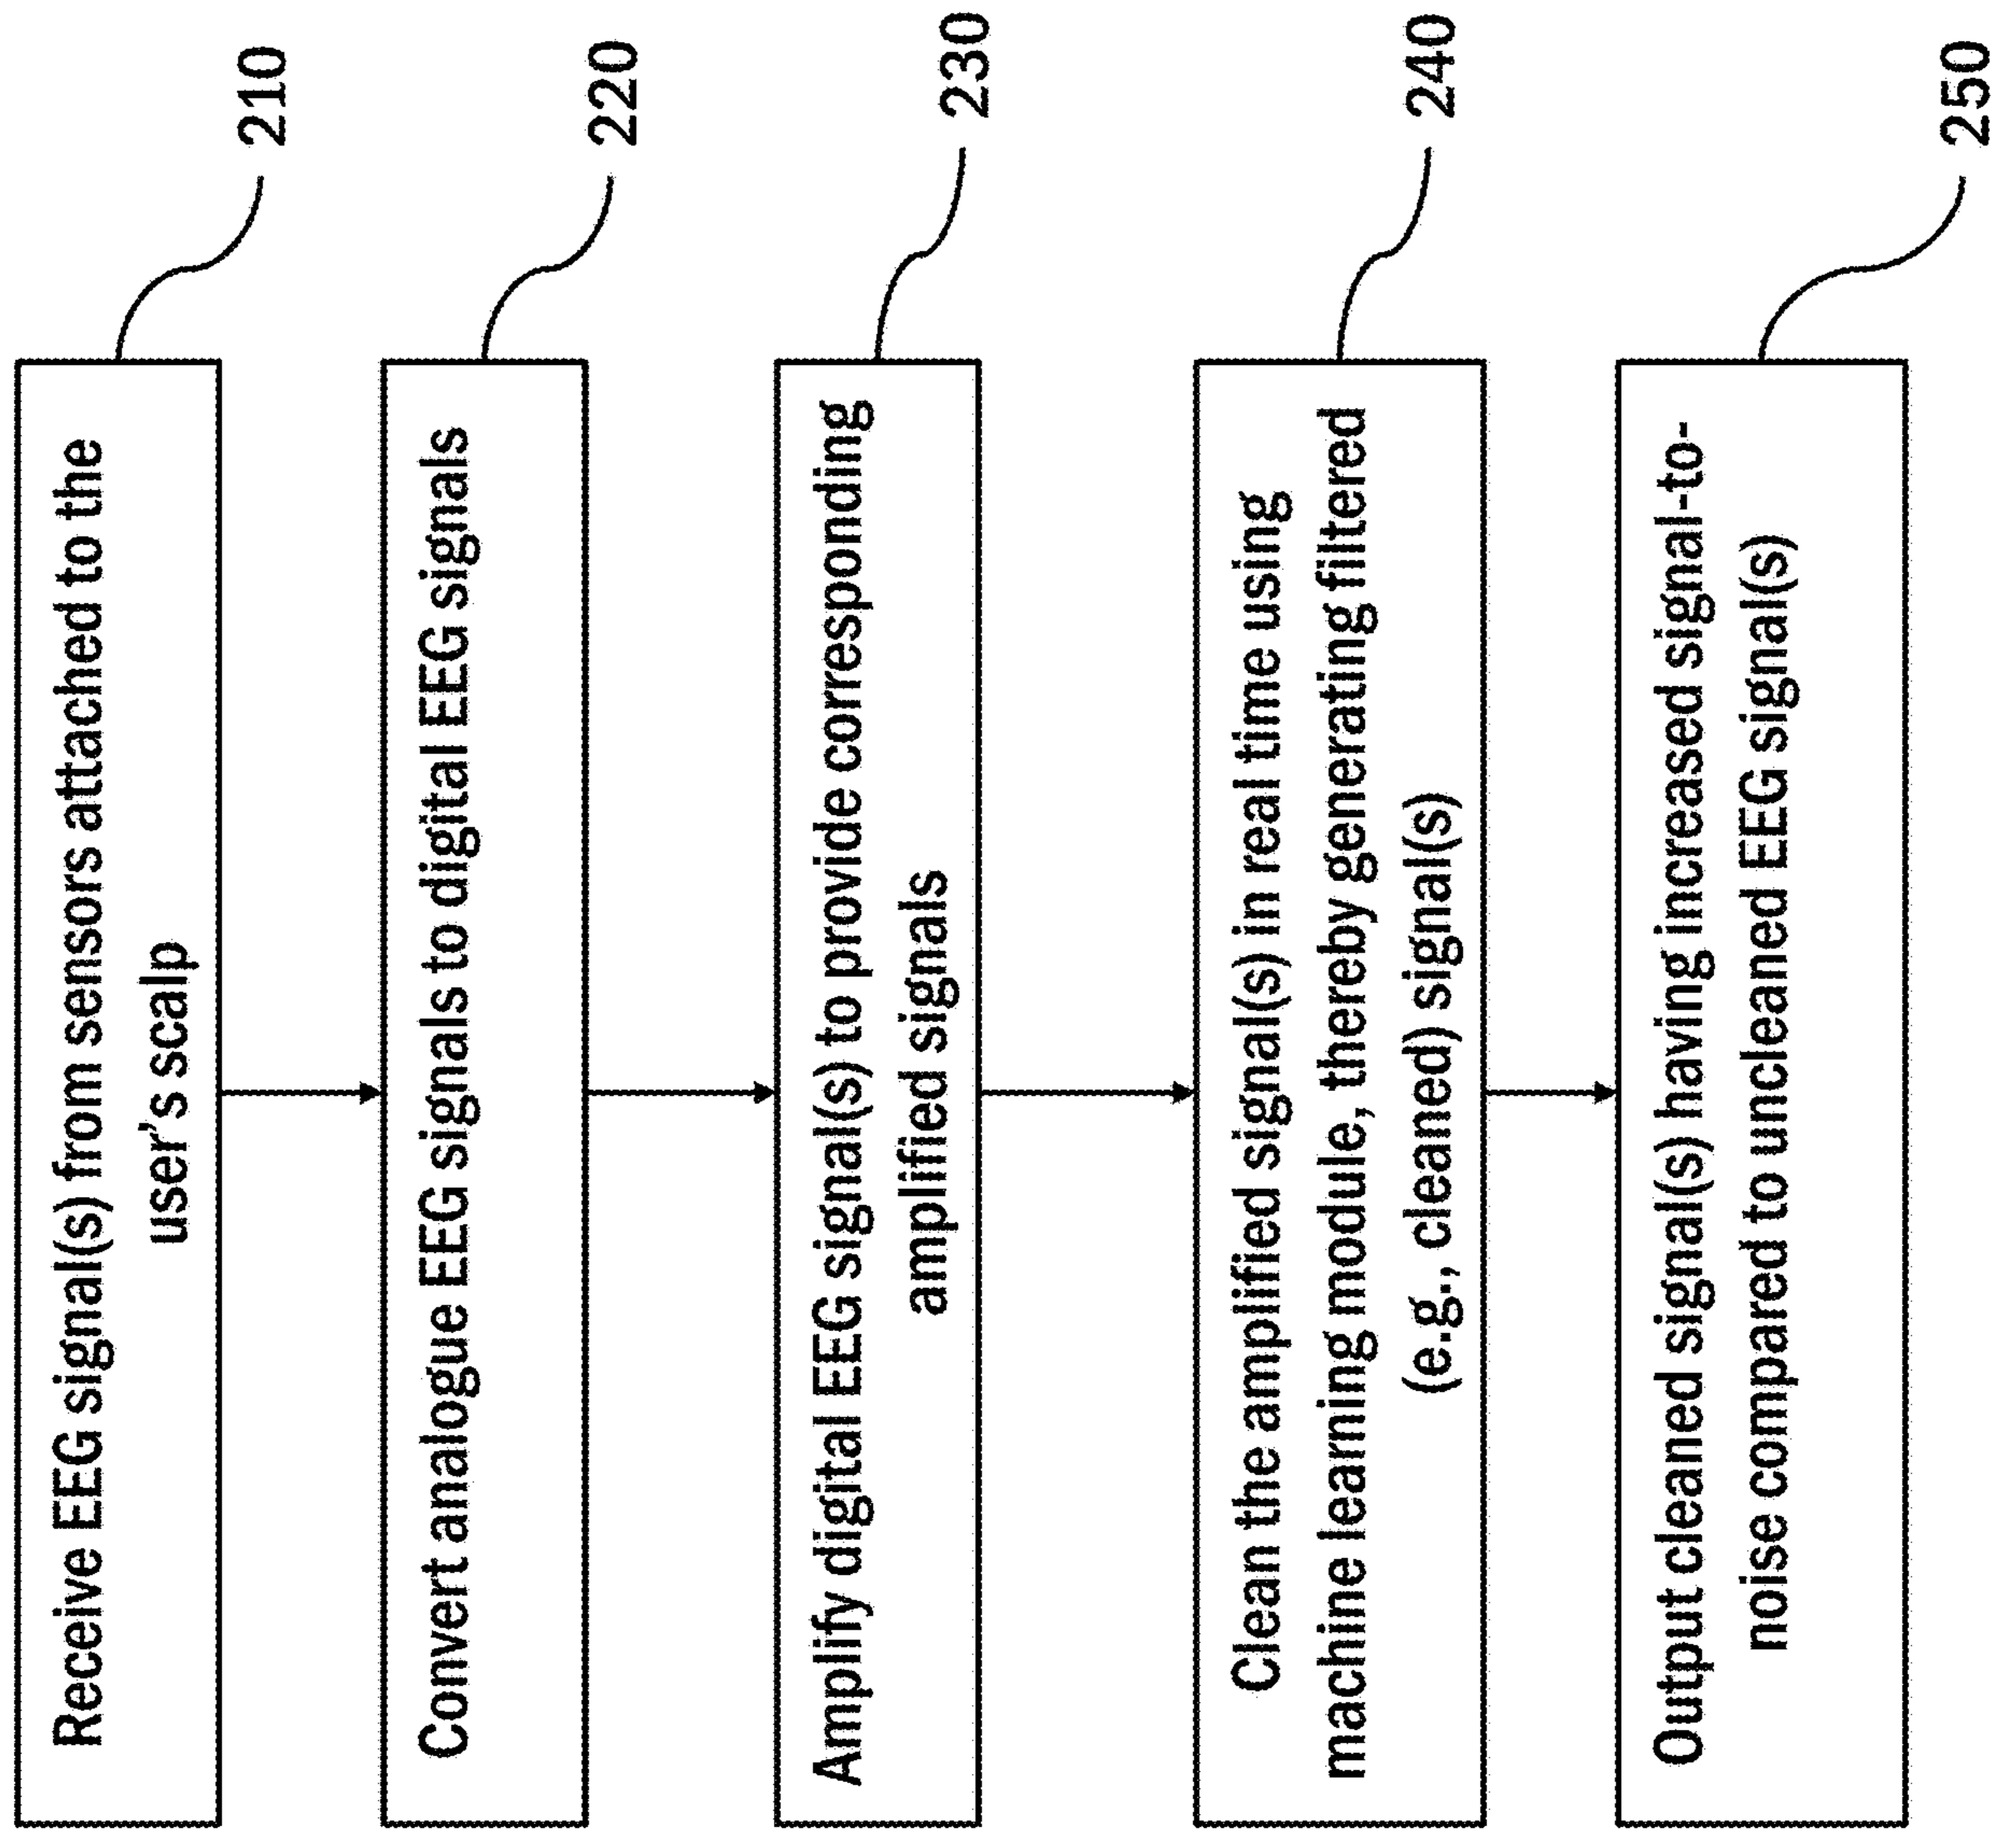 Receive EEG signal(s) from sensors attached to the
user's scalp
210
Convert analogue EEG signals to digital EEG signals
220
Amplify digital EEG signal(s) to provide corresponding
amplified signals
230
Clean the amplified signal(s) in real time using
machine learning module, thereby generating filtered
(e.g., cleaned) signal(s)
240
Output cleaned signal(s) having increased signal-to-
noise compared to uncleaned EEG signal(s)
250